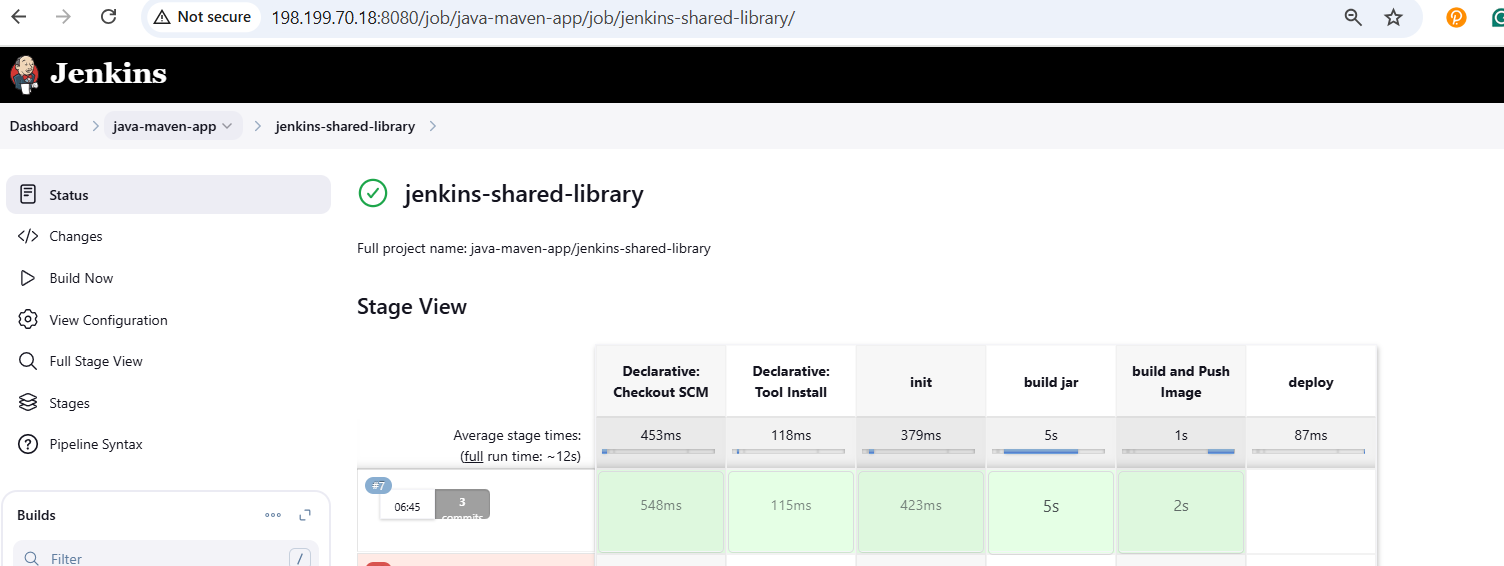 Not secure 198.199.70.18:8080/job/java-maven-app/job/jenkins-shared-library/
Jenkins
Dashboard java-maven-app jenkins-shared-library
Status
Changes
Build Now
View Configuration
Full Stage View
Stages
Pipeline Syntax
Builds
Filter /
jenkins-shared-library
Full project name: java-maven-app/jenkins-shared-library
Stage View
Declarative: Declarative: build and Push
Checkout SCM Tool Install init build jar Image deploy
Average stage times: 453ms 118ms 379ms 5s 1s 87ms
(full run time: ~12s)
#7
06:45 3
commits
548ms 115ms 423ms 5s 2s